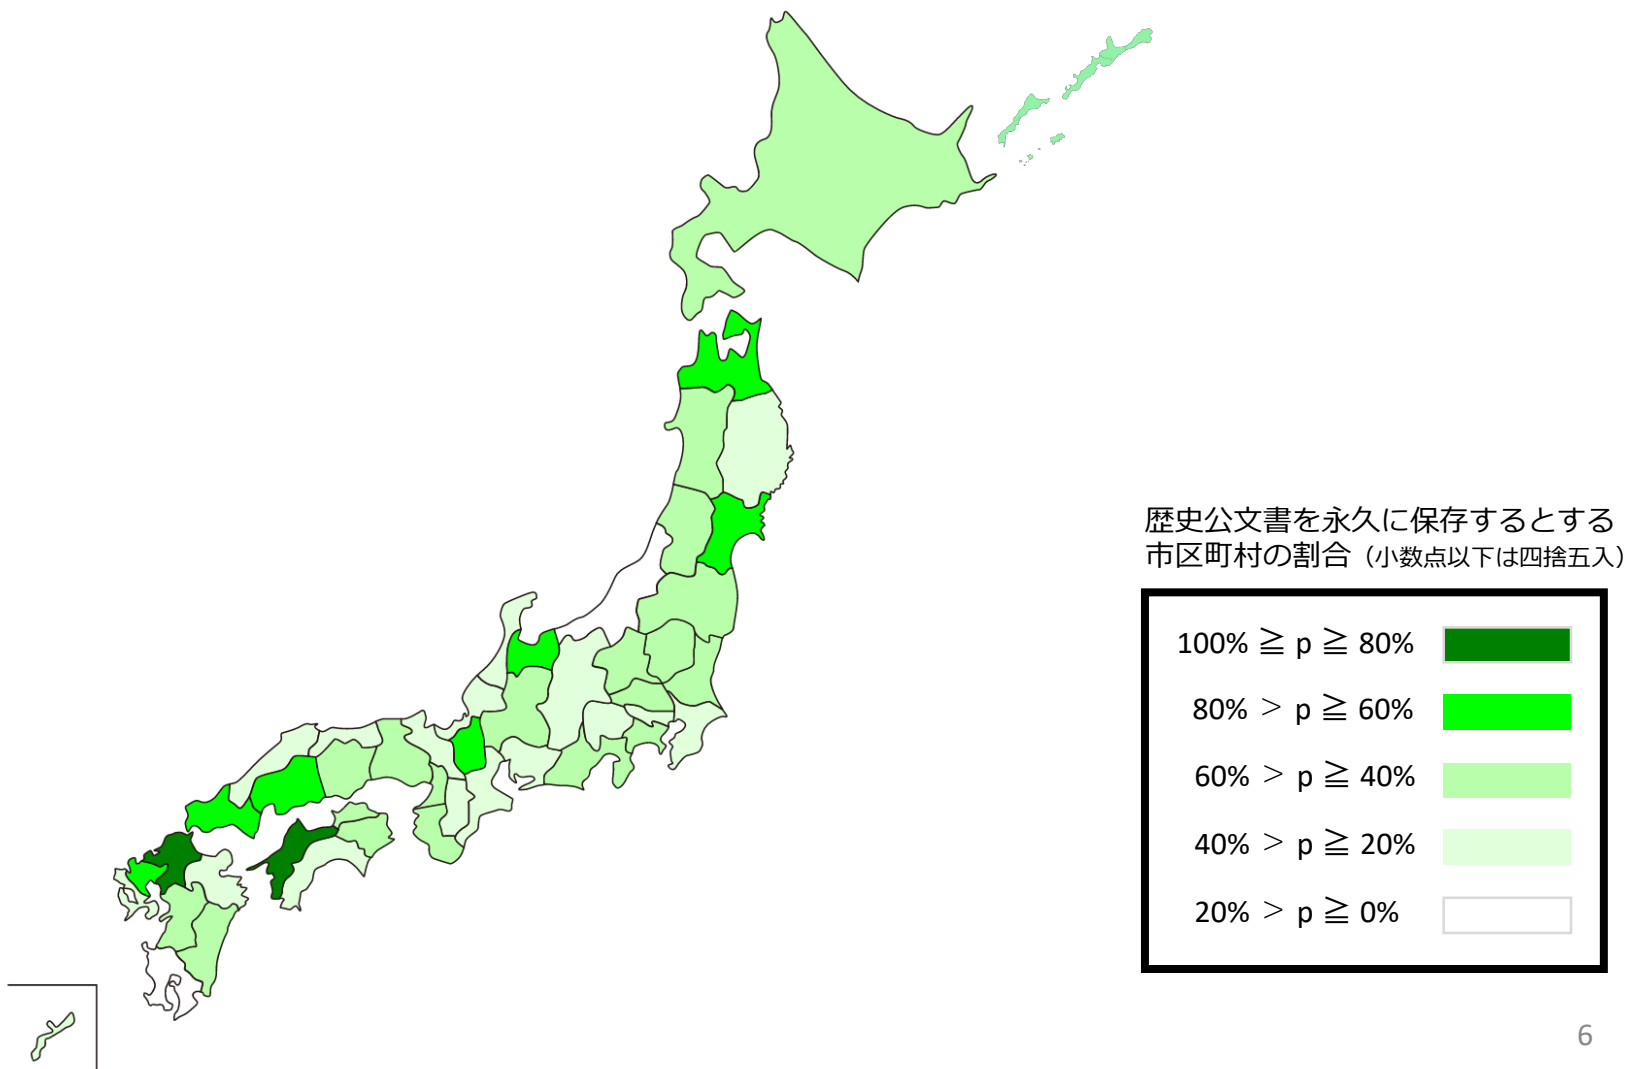 歴史公文書を永久に保存するとする
市区町村の割合（小数点以下は四捨五入）
100% ≧ p ≧ 80%
80% ＞ p ≧ 60%
60% ＞ p ≧ 40%
40% ＞ p ≧ 20%
20% ＞ p ≧ 0%
6